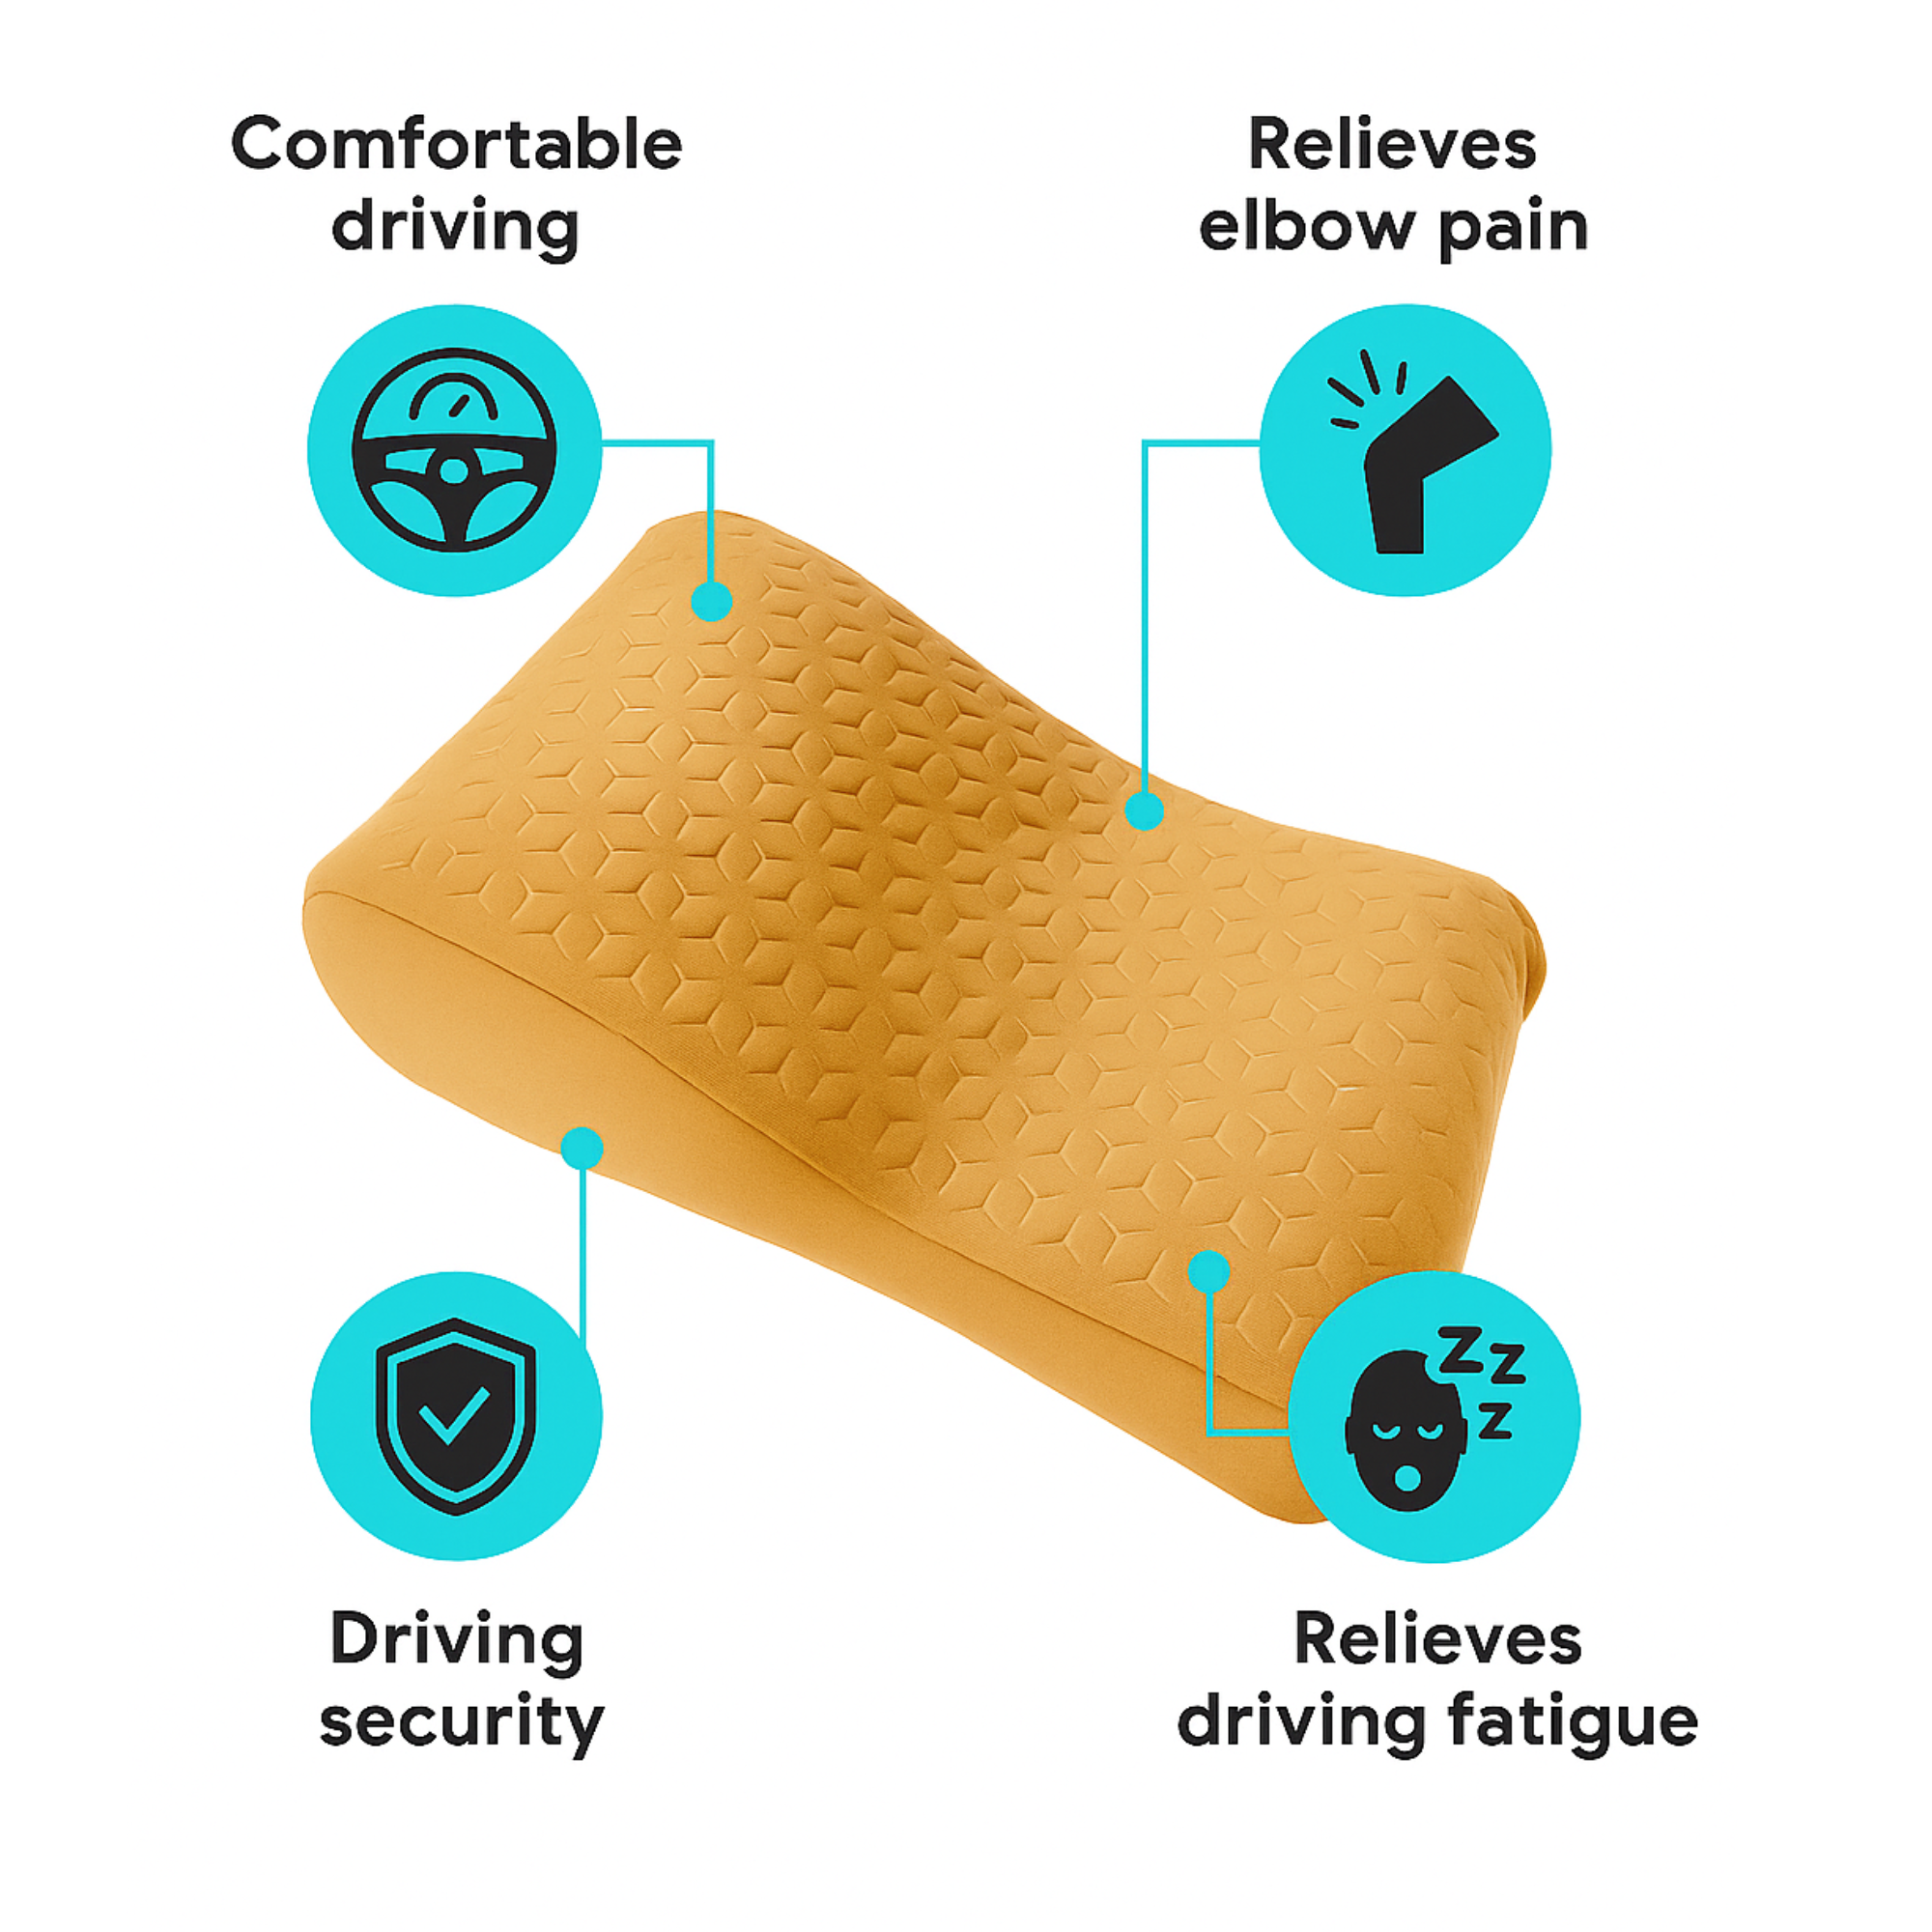 Comfortable
driving
Relieves
elbow pain
z z
z
Driving
security
Relieves
driving fatigue